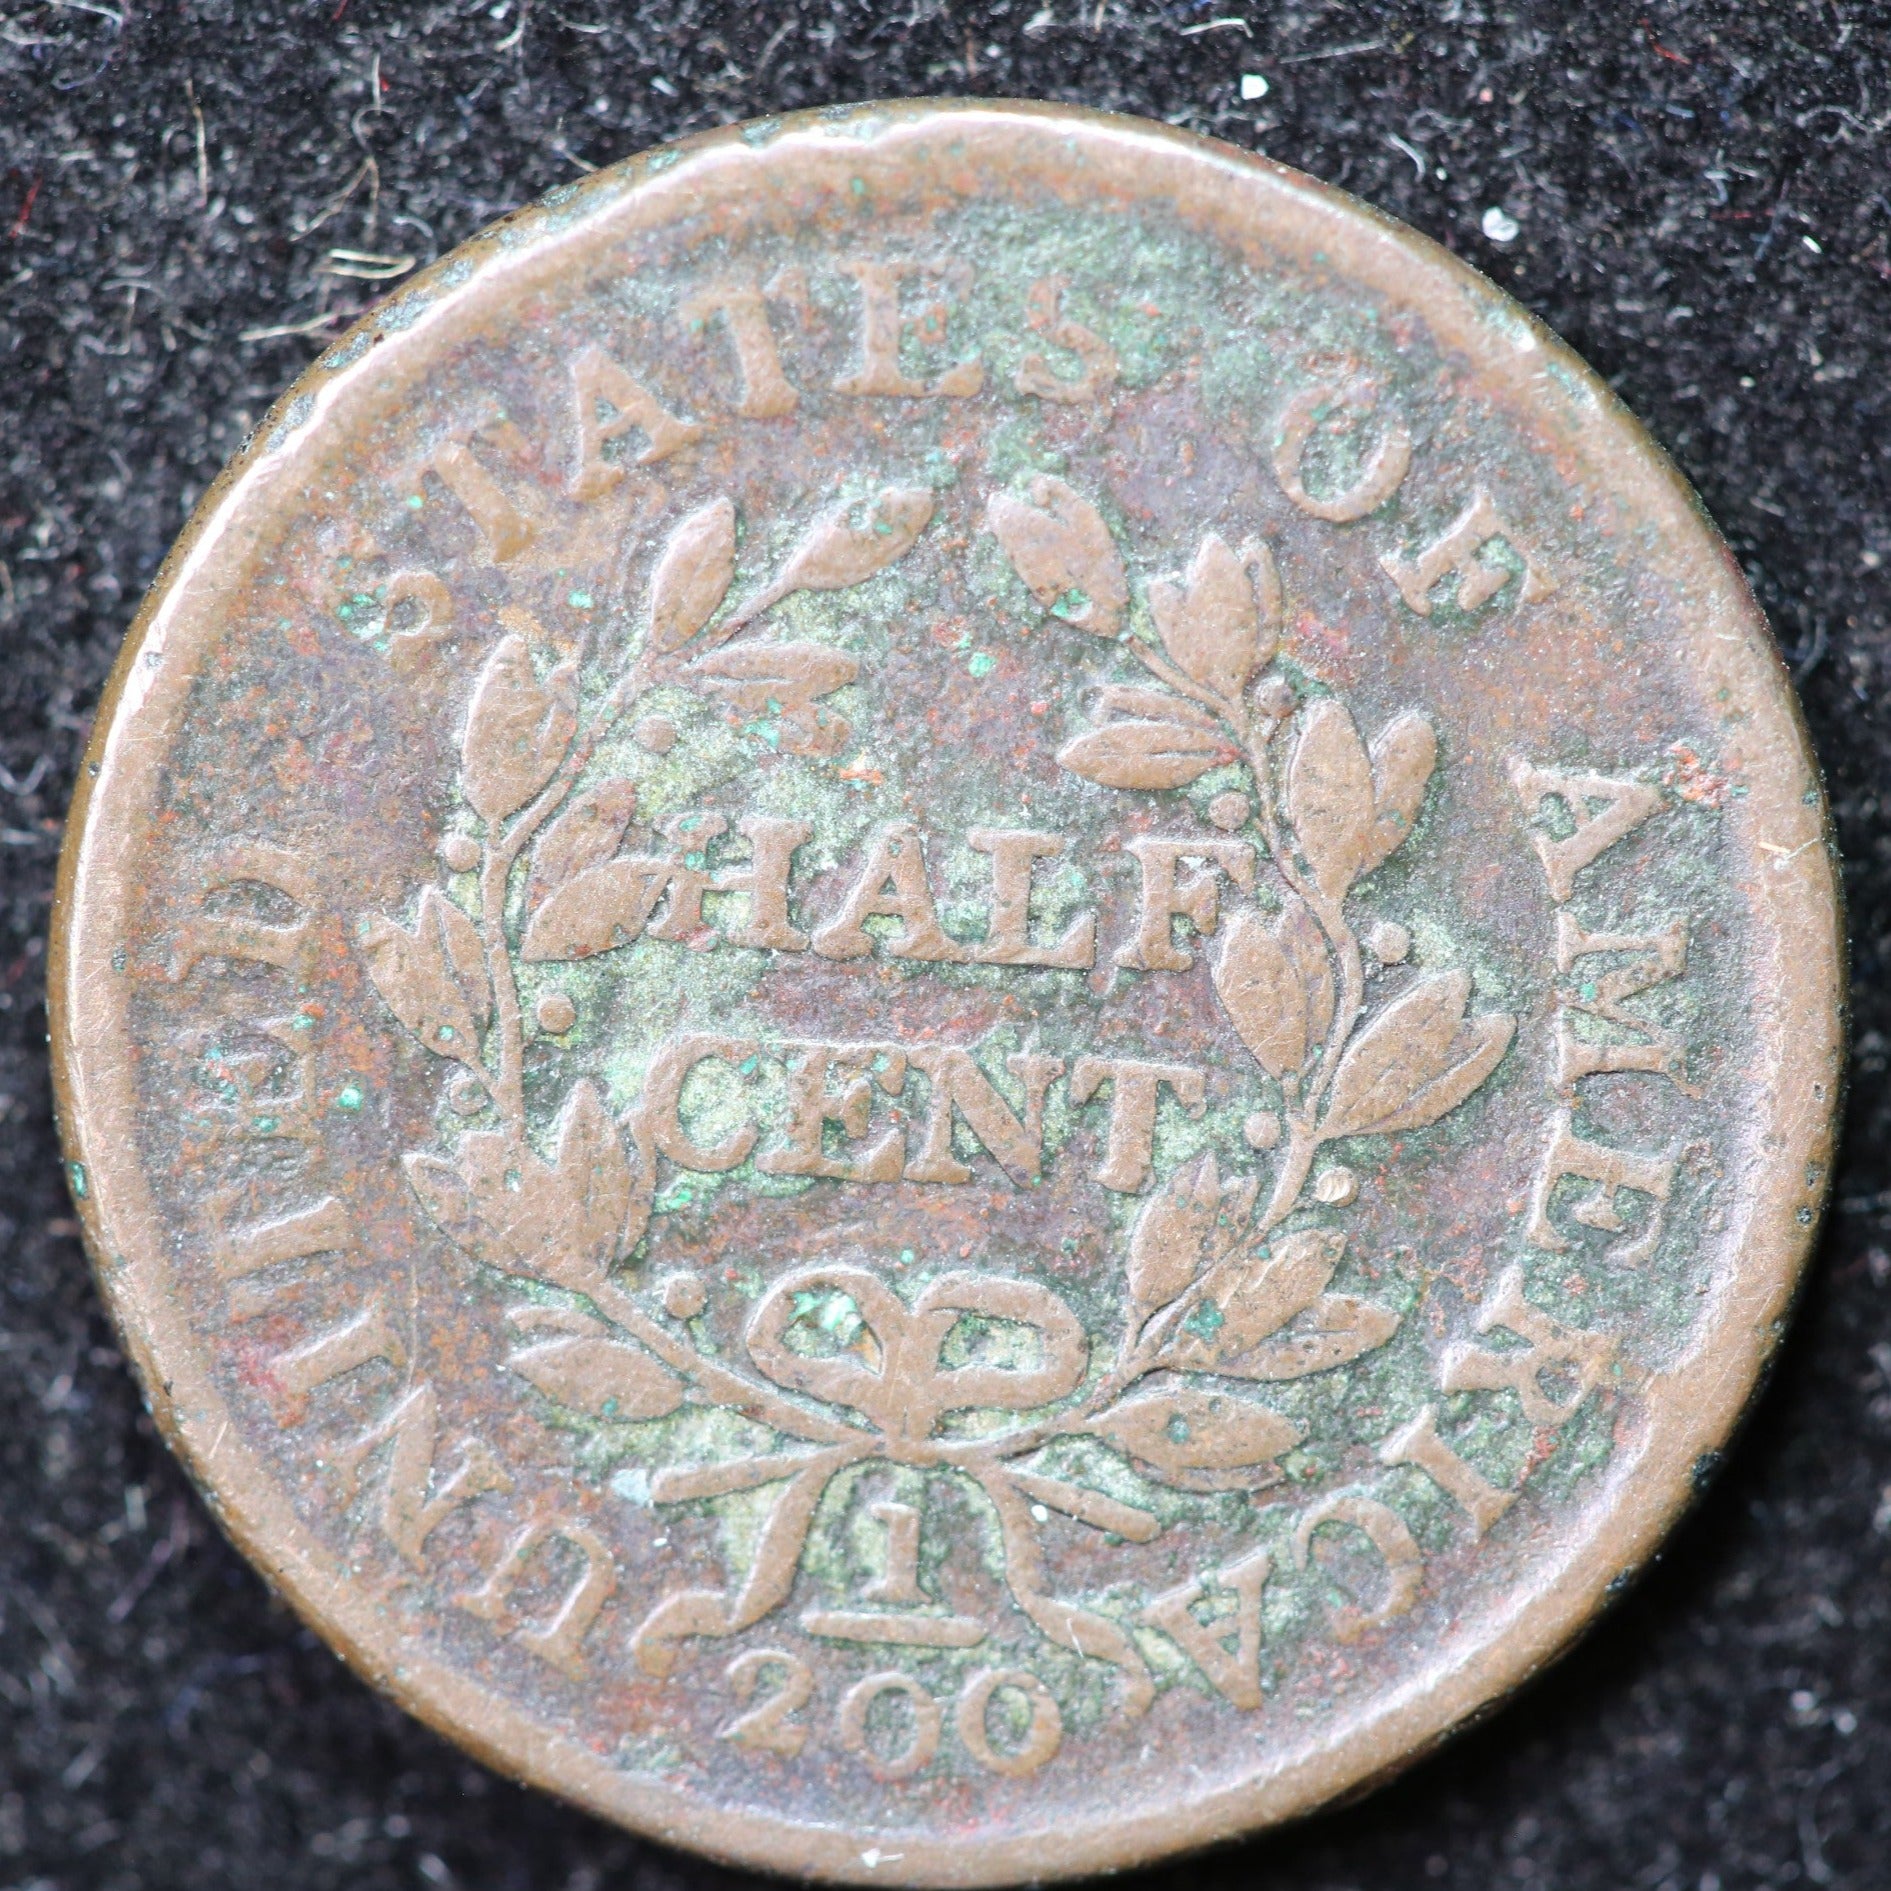 UNITED STATES OF AMERICA
HALF
CENT
1
200